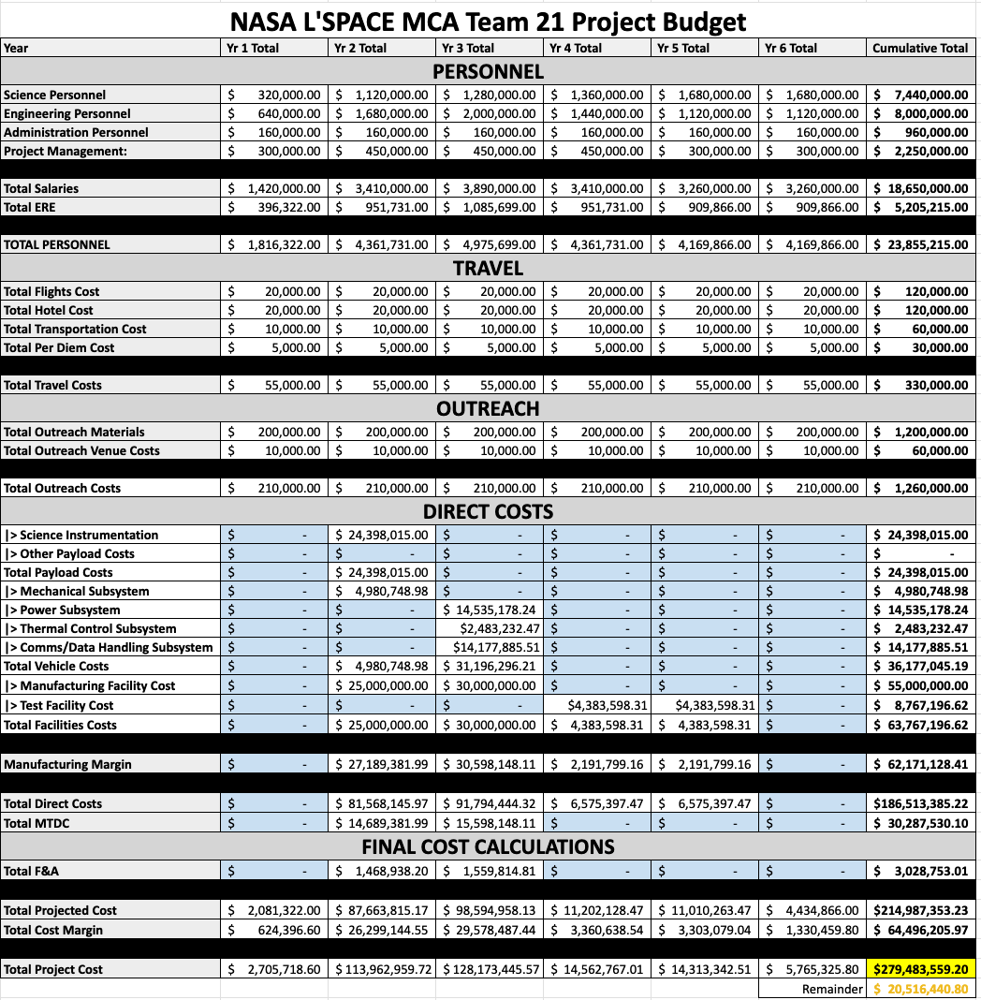 NASA L'SPACE MCA Team 21 Project Budget
Year Yr 1 Total Yr 2 Total Yr 3 Total Yr 4 Total Yr 5 Total Yr 6 Total Cumulative Total
PERSONNEL
Science Personnel $ 320,000.00 $ 1,120,000.00 $ 1,280,000.00 $ 1,360,000.00 $ 1,680,000.00 $ 1,680,000.00 $ 7,440,000.00
Engineering Personnel $ 640,000.00 $ 1,680,000.00 $ 2,000,000.00 $ 1,440,000.00 $ 1,120,000.00 $ 1,120,000.00 $ 8,000,000.00
Administration Personnel $ 160,000.00 $ 160,000.00 $ 160,000.00 $ 160,000.00 $ 160,000.00 $ 160,000.00 $ 960,000.00
Project Management: $ 300,000.00 $ 450,000.00 $ 450,000.00 $ 450,000.00 $ 300,000.00 $ 300,000.00 $ 2,250,000.00
Total Salaries $ 1,420,000.00 $ 3,410,000.00 $ 3,890,000.00 $ 3,410,000.00 $ 3,260,000.00 $ 3,260,000.00 $ 18,650,000.00
Total ERE $ 396,322.00 $ 951,731.00 $ 1,085,699.00 $ 951,731.00 $ 909,866.00 $ 909,866.00 $ 5,205,215.00
TOTAL PERSONNEL $ 1,816,322.00 $ 4,361,731.00 $ 4,975,699.00 $ 4,361,731.00 $ 4,169,866.00 $ 4,169,866.00 $ 23,855,215.00
TRAVEL
Total Flights Cost $ 20,000.00 $ 20,000.00 $ 20,000.00 $ 20,000.00 $ 20,000.00 $ 20,000.00 $ 120,000.00
Total Hotel Cost $ 20,000.00 $ 20,000.00 $ 20,000.00 $ 20,000.00 $ 20,000.00 $ 20,000.00 $ 120,000.00
Total Transportation Cost $ 10,000.00 $ 10,000.00 $ 10,000.00 $ 10,000.00 $ 10,000.00 $ 10,000.00 $ 60,000.00
Total Per Diem Cost $ 5,000.00 $ 5,000.00 $ 5,000.00 $ 5,000.00 $ 5,000.00 $ 5,000.00 $ 30,000.00
Total Travel Costs $ 55,000.00 $ 55,000.00 $ 55,000.00 $ 55,000.00 $ 55,000.00 $ 55,000.00 $ 330,000.00
OUTREACH
Total Outreach Materials $ 200,000.00 $ 200,000.00 $ 200,000.00 $ 200,000.00 $ 200,000.00 $ 200,000.00 $ 1,200,000.00
Total Outreach Venue Costs $ 10,000.00 $ 10,000.00 $ 10,000.00 $ 10,000.00 $ 10,000.00 $ 10,000.00 $ 60,000.00
Total Outreach Costs $ 210,000.00 $ 210,000.00 $ 210,000.00 $ 210,000.00 $ 210,000.00 $ 210,000.00 $ 1,260,000.00
DIRECT COSTS
|> Science Instrumentation $ - $ 24,398,015.00 $ - $ - $ - $ - $ 24,398,015.00
|> Other Payload Costs $ - $ - $ - $ - $ - $ - $ -
Total Payload Costs $ - $ 24,398,015.00 $ - $ - $ - $ - $ 24,398,015.00
|> Mechanical Subsystem $ - $ 4,980,748.98 $ - $ - $ - $ - $ 4,980,748.98
|> Power Subsystem $ - $ - $ 14,535,178.24 $ - $ - $ - $ 14,535,178.24
|> Thermal Control Subsystem $ - $ - $2,483,232.47 $ - $ - $ - $ 2,483,232.47
|> Comms/Data Handling Subsystem $ - $ - $14,177,885.51 $ - $ - $ - $ 14,177,885.51
Total Vehicle Costs $ - $ 4,980,748.98 $ 31,196,296.21 $ - $ - $ - $ 36,177,045.19
|> Manufacturing Facility Cost $ - $ 25,000,000.00 $ 30,000,000.00 $ - $ - $ - $ 55,000,000.00
|> Test Facility Cost $ - $ - $ - $4,383,598.31 $4,383,598.31 $ - $ 8,767,196.62
Total Facilities Costs $ - $ 25,000,000.00 $ 30,000,000.00 $ 4,383,598.31 $ 4,383,598.31 $ - $ 63,767,196.62
Manufacturing Margin $ - $ 27,189,381.99 $ 30,598,148.11 $ 2,191,799.16 $ 2,191,799.16 $ - $ 62,171,128.41
Total Direct Costs $ - $ 81,568,145.97 $ 91,794,444.32 $ 6,575,397.47 $ 6,575,397.47 $ - $186,513,385.22
Total MTDC $ - $ 14,689,381.99 $ 15,598,148.11 $ - $ - $ - $ 30,287,530.10
FINAL COST CALCULATIONS
Total F&A $ - $ 1,468,938.20 $ 1,559,814.81 $ - $ - $ - $ 3,028,753.01
Total Projected Cost $ 2,081,322.00 $ 87,663,815.17 $ 98,594,958.13 $ 11,202,128.47 $ 11,010,263.47 $ 4,434,866.00 $214,987,353.23
Total Cost Margin $ 624,396.60 $ 26,299,144.55 $ 29,578,487.44 $ 3,360,638.54 $ 3,303,079.04 $ 1,330,459.80 $ 64,496,205.97
Total Project Cost $ 2,705,718.60 $ 113,962,959.72 $ 128,173,445.57 $ 14,562,767.01 $ 14,313,342.51 $ 5,765,325.80 $279,483,559.20
Remainder $ 20,516,440.80